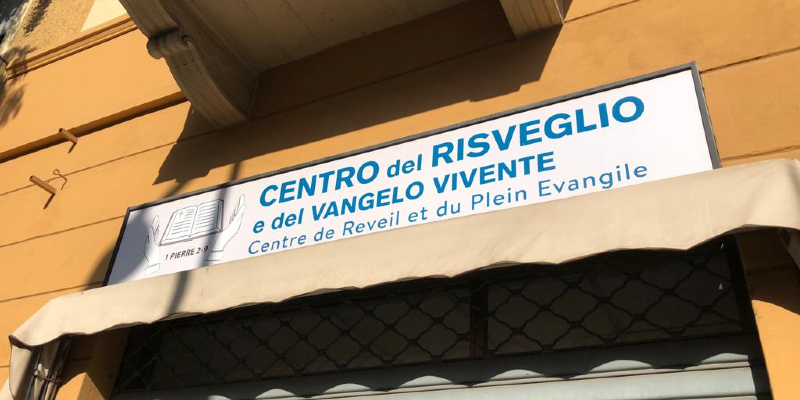 CENTRO del RISVEGLIO
e del VANGELO VIVENTE
Centre de Reveil et du Plein Evangile
1 PIERRE 2-9